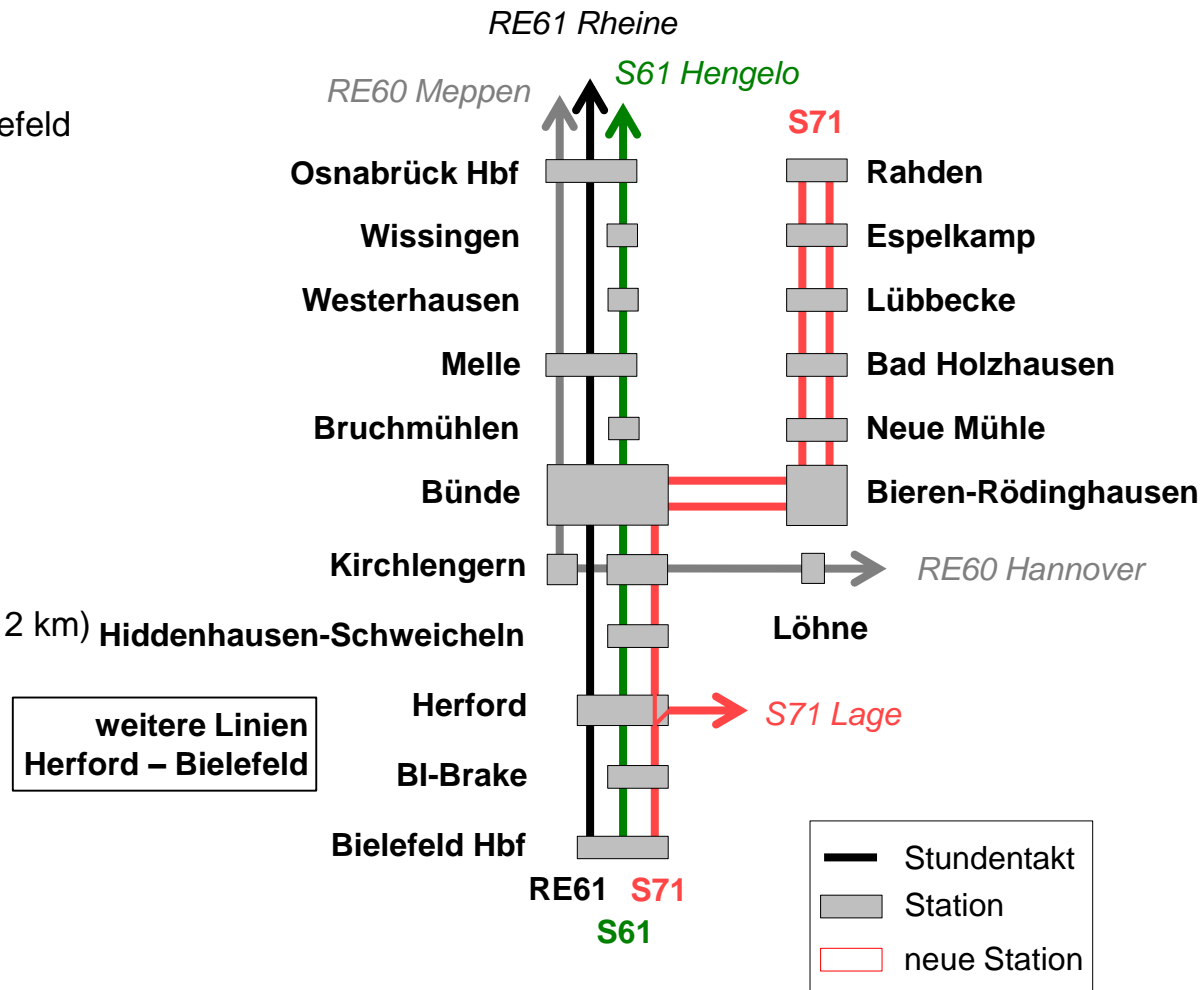 RE61 Rheine
S61 Hengelo
RE60 Meppen
efeld
S71
Osnabrück Hbf
Rahden
Wissingen
Espelkamp
Westerhausen
Lübbecke
Melle
Bad Holzhausen
Bruchmühlen
Neue Mühle
Bünde
Bieren-Rödinghausen
Kirchlengern
RE60 Hannover
2 km)
Hiddenhausen-Schweicheln
Löhne
Herford
S71 Lage
weitere Linien
Herford – Bielefeld
BI-Brake
Bielefeld Hbf
RE61 S71
S61
Stundentakt
Station
neue Station